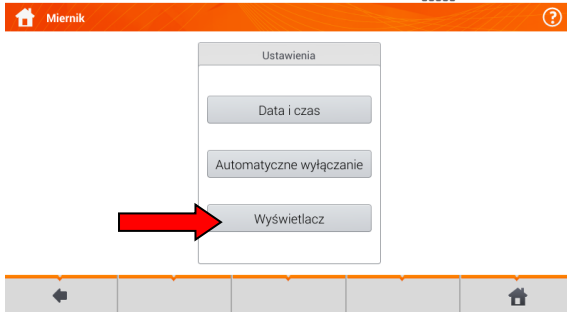 Miernik
?
Ustawienia
Data i czas
Automatyczne wyłączanie
Wyświetlacz